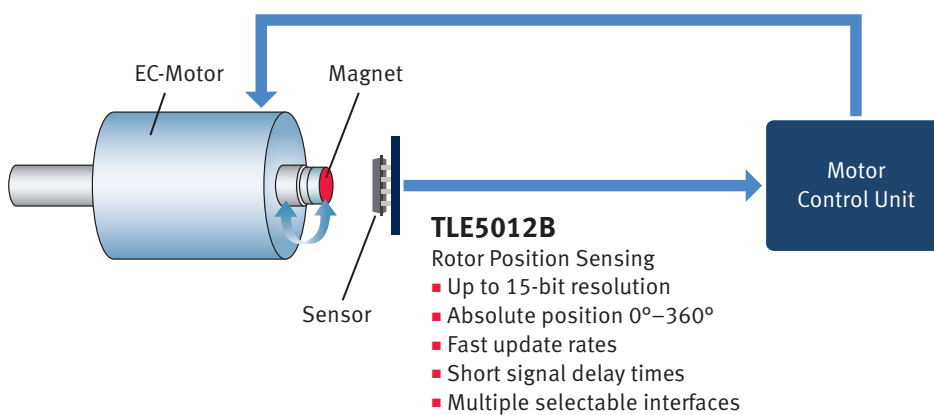 EC-Motor
Magnet
Motor
Control Unit
TLE5012B
Rotor Position Sensing
Sensor
■ Up to 15-bit resolution
■ Absolute position 0°–360°
■ Fast update rates
■ Short signal delay times
■ Multiple selectable interfaces